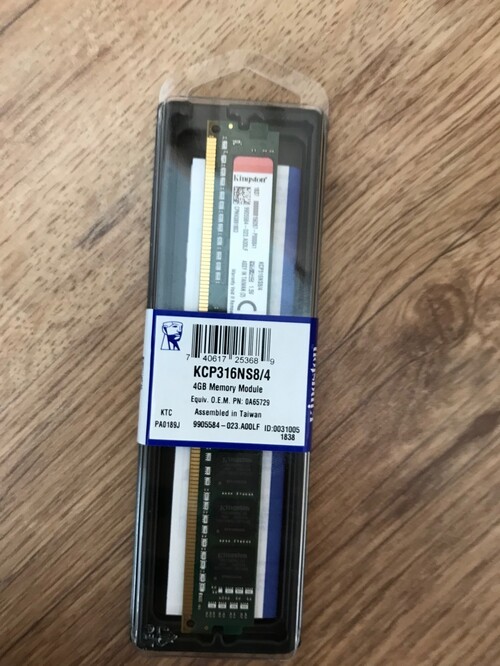 Kingston
7 40617 25368 9
KCP316NS8/4
4GB Memory Module
Equiv. O.E.M. PN: 0A65729
KTC Assembled in Taiwan
PA0189J 9905584-023.A00LF ID:0031005
1838
Kingston